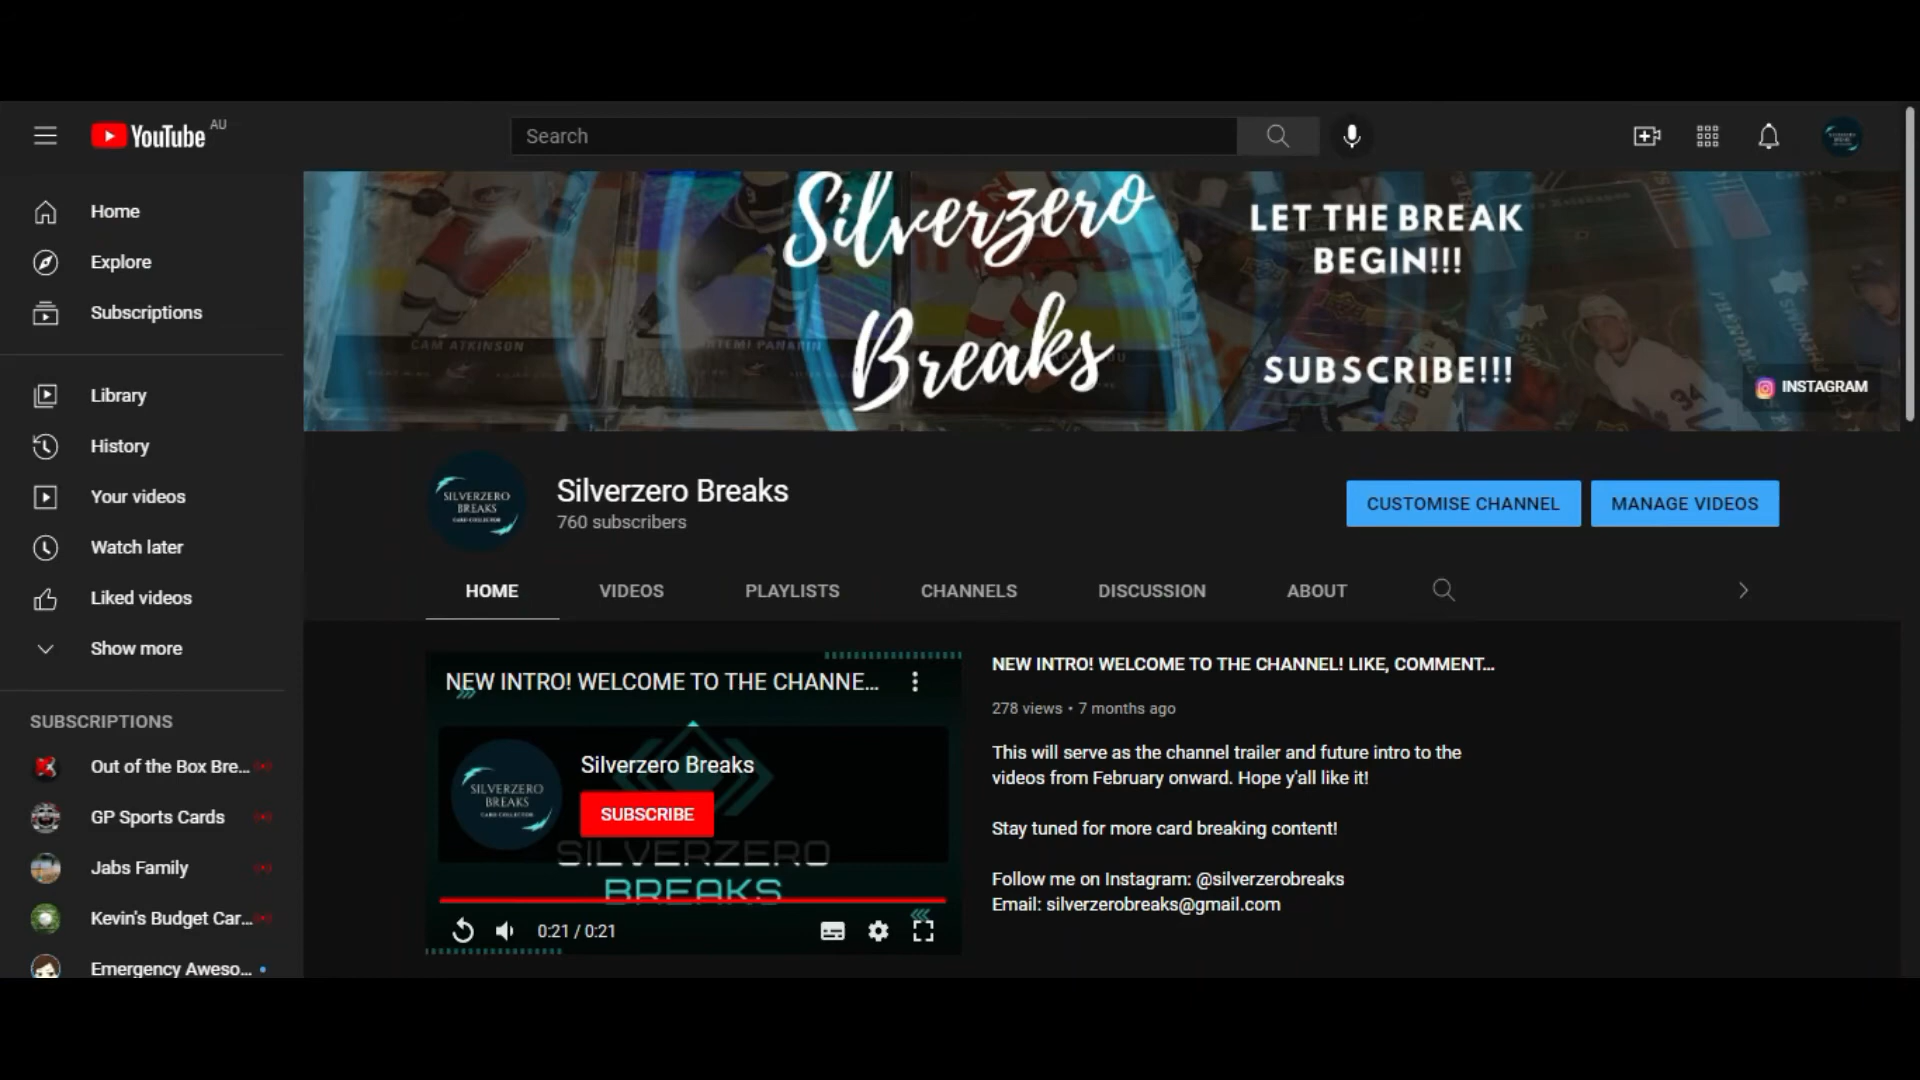 YouTube AU
Search
Home
Explore
Subscriptions
Library
History
Your videos
Watch later
Liked videos
Show more
SUBSCRIPTIONS
Out of the Box Bre...
GP Sports Cards
Jabs Family
Kevin's Budget Car...
Emergency Aweso...
Silverzero
Breaks
LET THE BREAK
BEGIN!!!
SUBSCRIBE!!!
CAM ATKINSON
94
INSTAGRAM
SILVERZERO
BREAKS
CARD COLLECTOR
Silverzero Breaks
760 subscribers
CUSTOMISE CHANNEL
MANAGE VIDEOS
HOME
VIDEOS
PLAYLISTS
CHANNELS
DISCUSSION
ABOUT
NEW INTRO! WELCOME TO THE CHANNE...
Silverzero Breaks
SILVERZERO
BREAKS
CARD COLLECTOR
SUBSCRIBE
SILVERZERO
BREAKS
0:21 / 0:21
NEW INTRO! WELCOME TO THE CHANNEL! LIKE, COMMENT...
278 views • 7 months ago
This will serve as the channel trailer and future intro to the
videos from February onward. Hope y'all like it!
Stay tuned for more card breaking content!
Follow me on Instagram: @silverzerobreaks
Email: silverzerobreaks@gmail.com